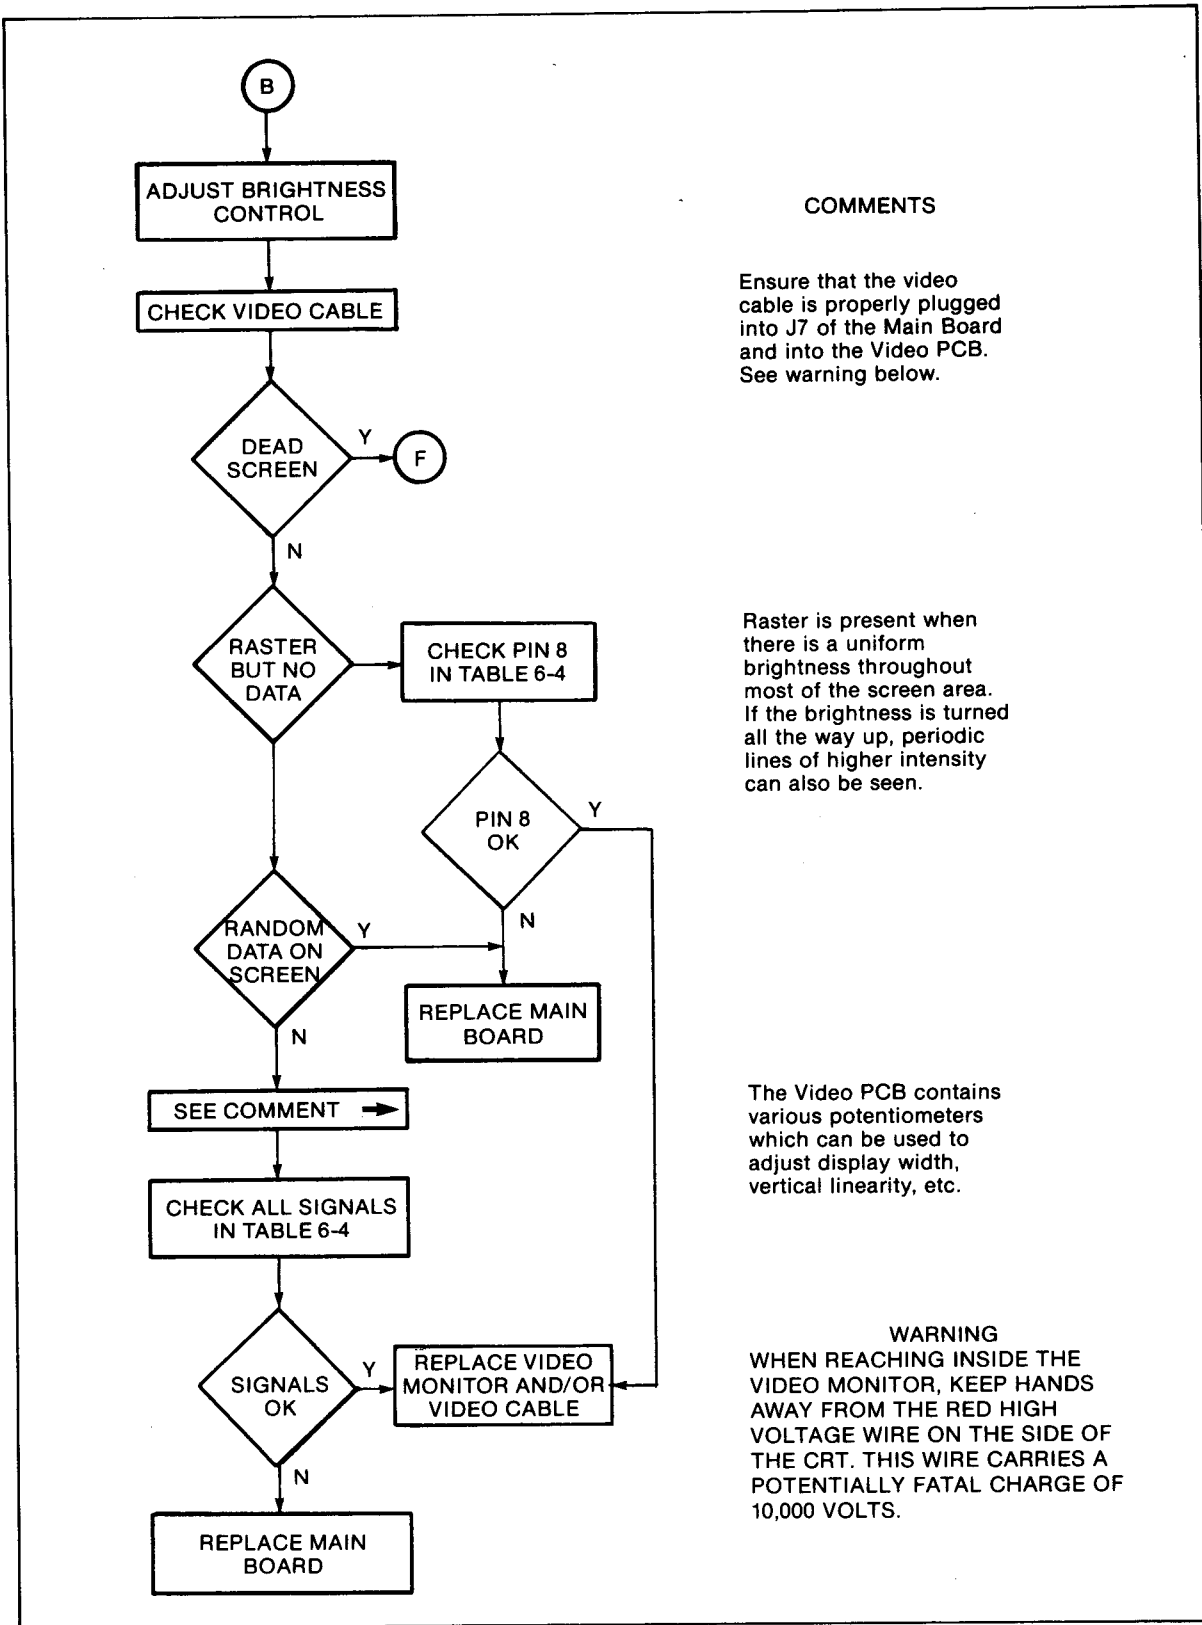 B
ADJUST BRIGHTNESS
CONTROL
COMMENTS
CHECK VIDEO CABLE
Ensure that the video
cable is properly plugged
into J7 of the Main Board
and into the Video PCB.
See warning below.
DEAD
SCREEN
Y
F
N
RASTER
BUT NO
DATA
CHECK PIN 8
IN TABLE 6-4
Raster is present when
there is a uniform
brightness throughout
most of the screen area.
If the brightness is turned
all the way up, periodic
lines of higher intensity
can also be seen.
PIN 8
OK
Y
N
RANDOM
DATA ON
SCREEN
Y
N
REPLACE MAIN
BOARD
SEE COMMENT
The Video PCB contains
various potentiometers
which can be used to
adjust display width,
vertical linearity, etc.
CHECK ALL SIGNALS
IN TABLE 6-4
SIGNALS
OK
Y
N
REPLACE VIDEO
MONITOR AND/OR
VIDEO CABLE
WARNING
WHEN REACHING INSIDE THE
VIDEO MONITOR, KEEP HANDS
AWAY FROM THE RED HIGH
VOLTAGE WIRE ON THE SIDE OF
THE CRT. THIS WIRE CARRIES A
POTENTIALLY FATAL CHARGE OF
10,000 VOLTS.
REPLACE MAIN
BOARD